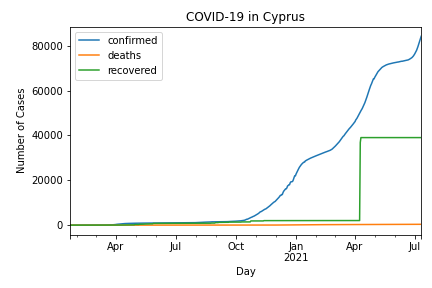 COVID-19 in Cyprus
confirmed
deaths
recovered
Number of Cases
80000
60000
40000
20000
0
Apr Jul Oct Jan Apr Jul
2021
Day